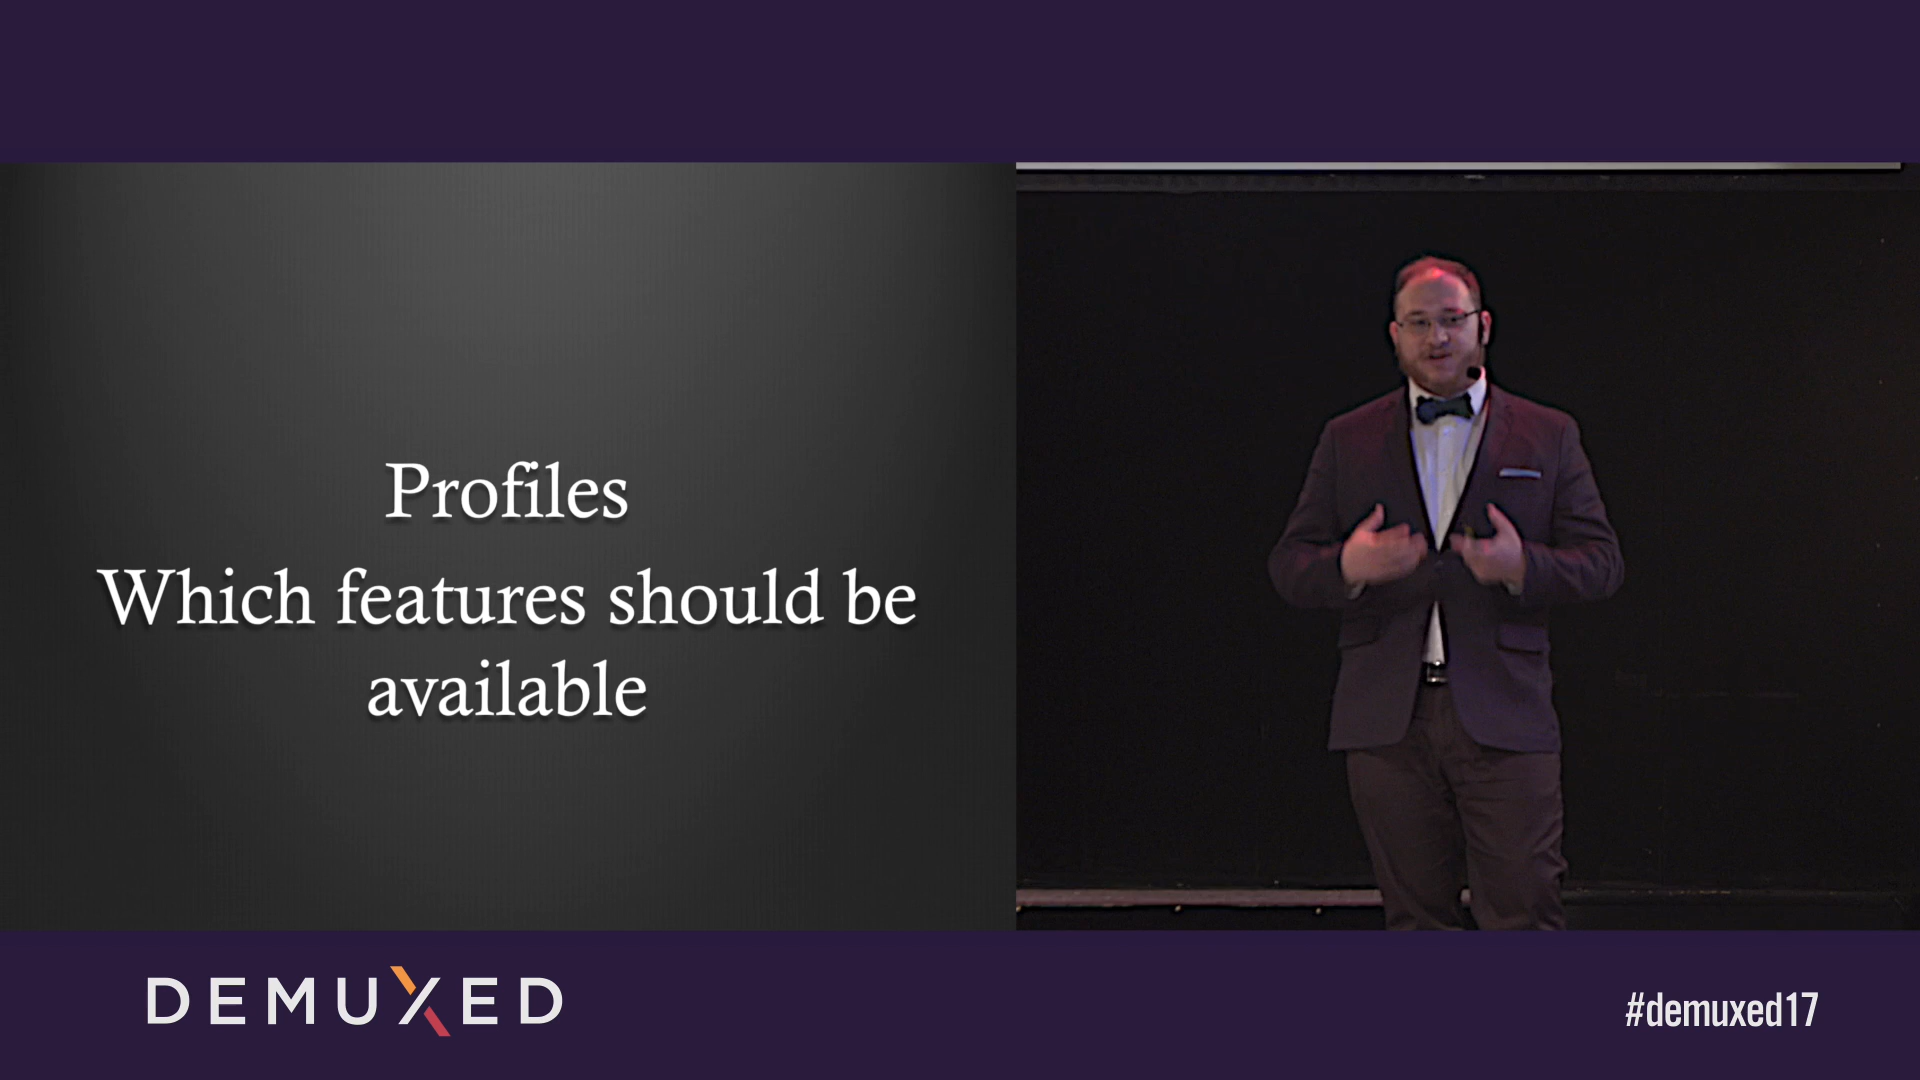 Profiles
Which features should be
available
DEMUXED
#demuxed17